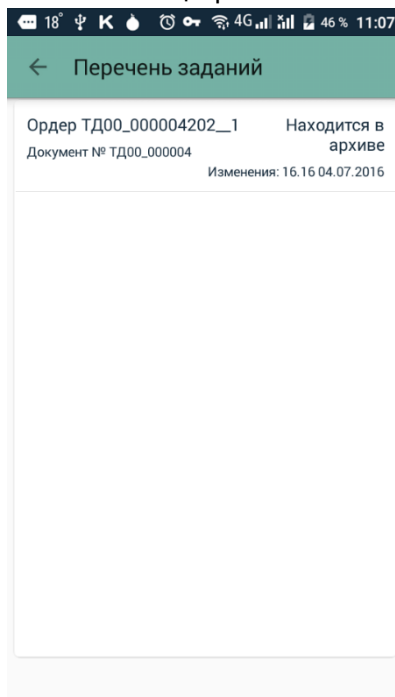 18° K 4G 46 % 11:07
Перечень заданий
Ордер ТД00_000004202__1 Находится в
архиве
Документ № ТД00_000004
Изменения: 16.16 04.07.2016